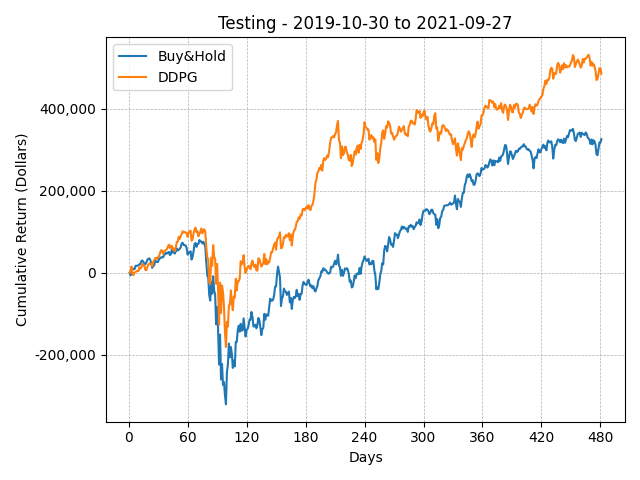 Testing - 2019-10-30 to 2021-09-27
Buy&Hold
DDPG
Cumulative Return (Dollars)
400,000
200,000
0
-200,000
0 60 120 180 240 300 360 420 480
Days